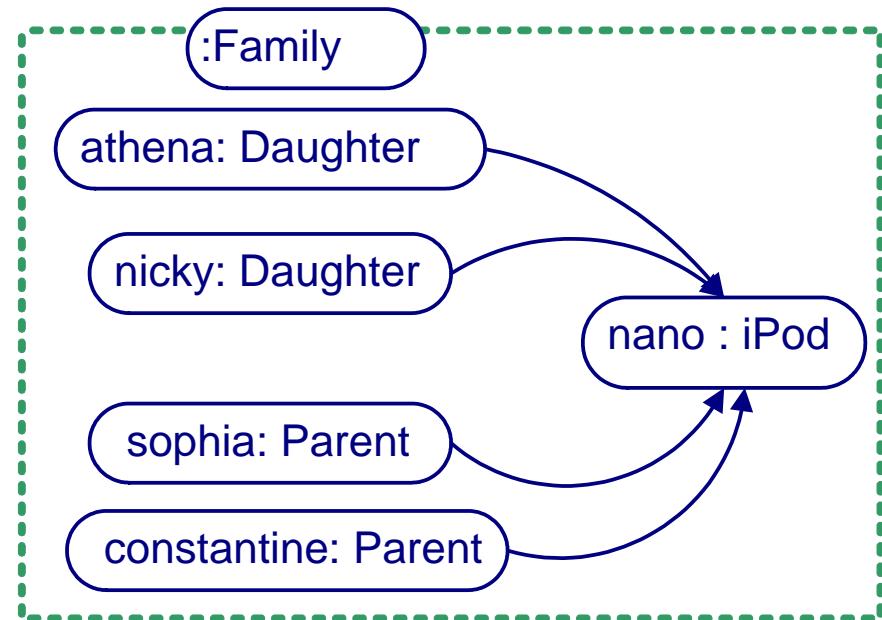 :Family
athena: Daughter
nicky: Daughter
nano : iPod
sophia: Parent
constantine: Parent